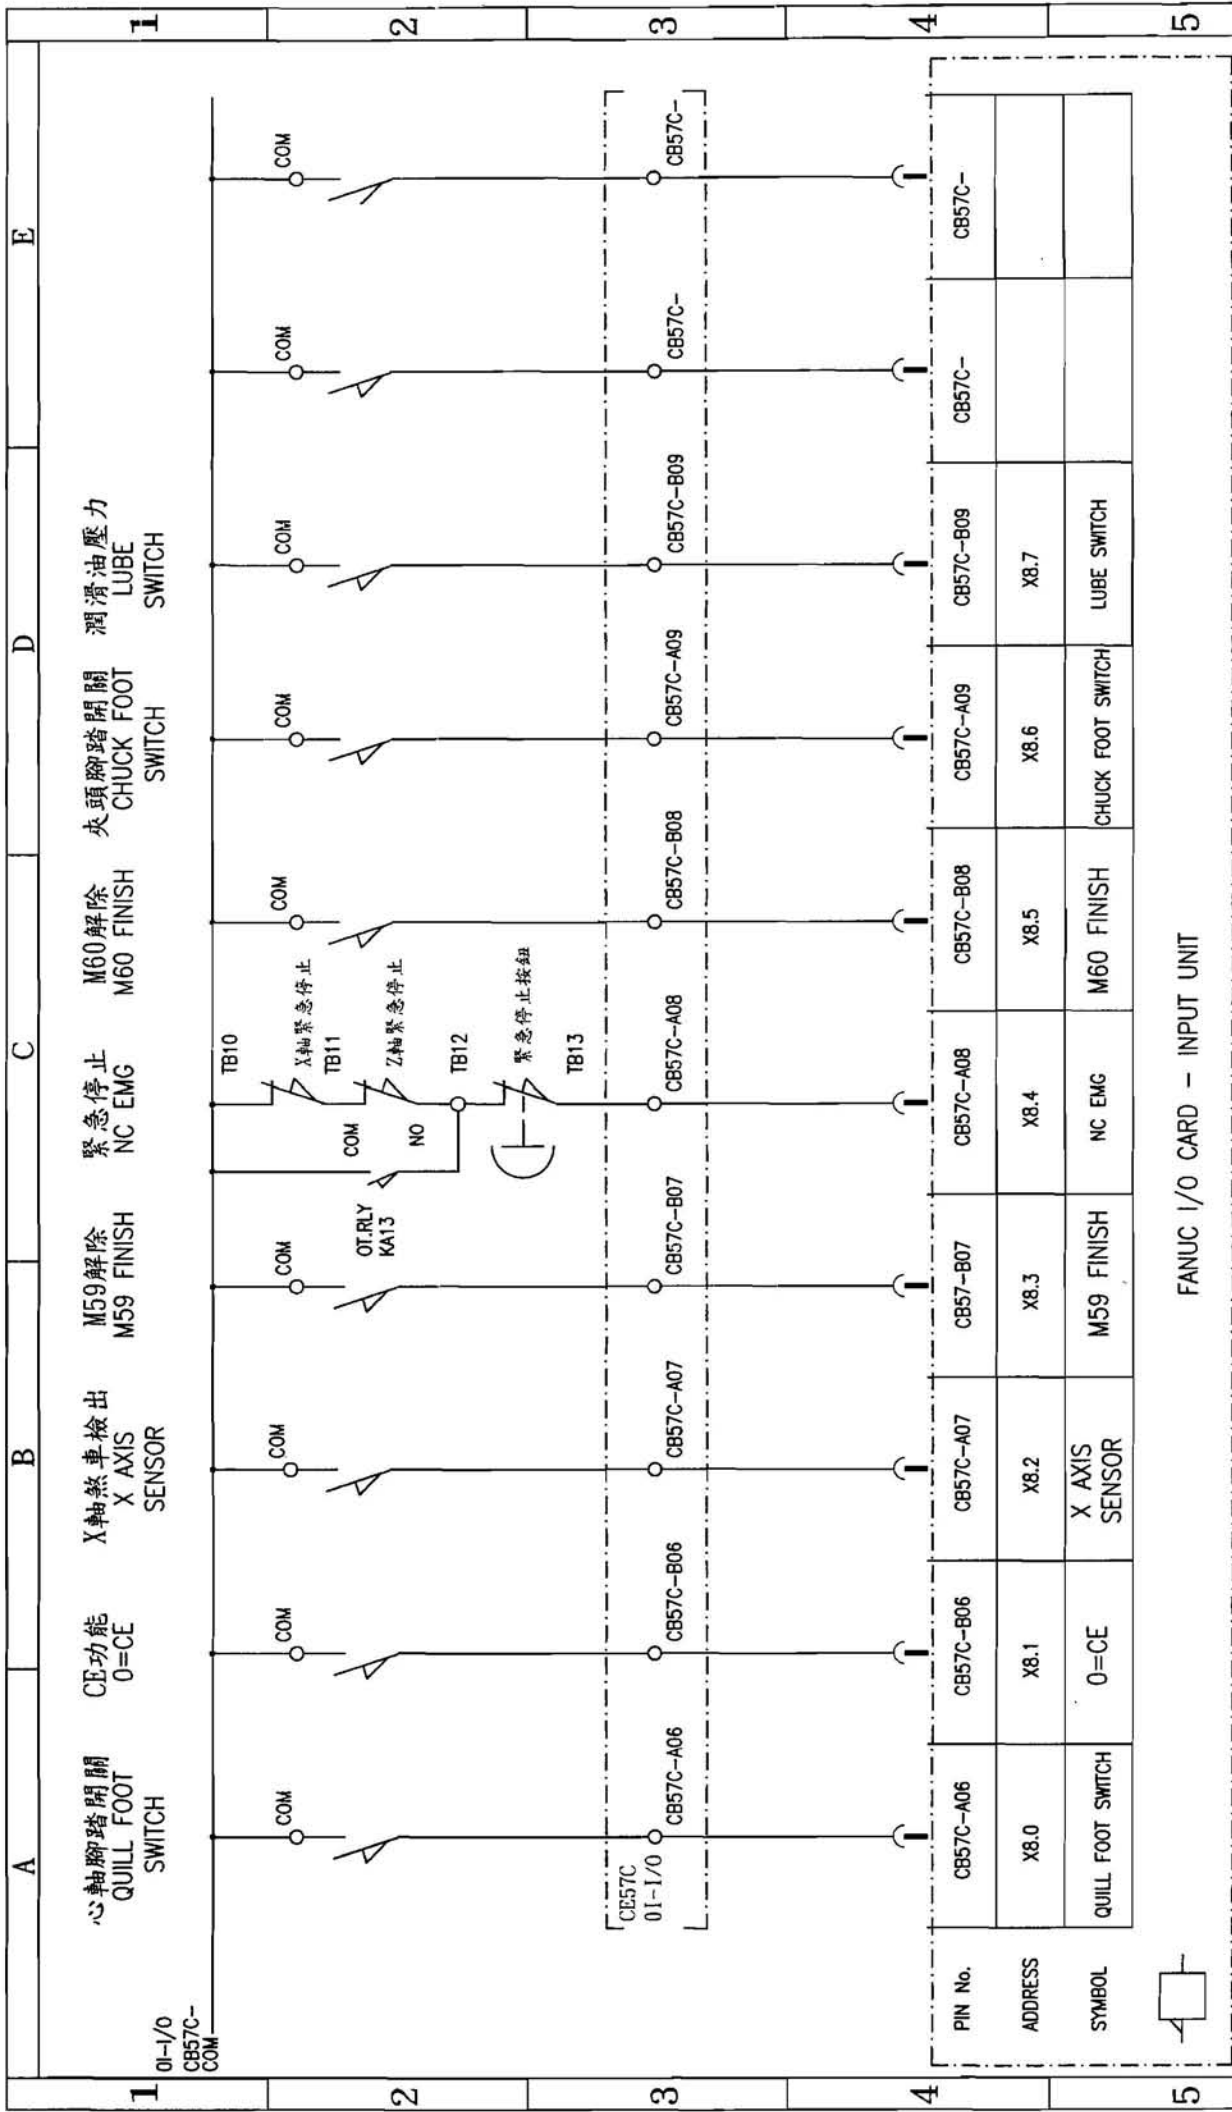 A
B
C
D
E
1
2
3
4
5
1
2
3
4
5
心軸腳踏開關
QUILL FOOT
SWITCH
CE功能
0=CE
X軸煞車檢出
X AXIS
SENSOR
M59解除
M59 FINISH
緊急停止
NC EMG
M60解除
M60 FINISH
夾頭腳踏開關
CHUCK FOOT
SWITCH
潤滑油壓力
LUBE
SWITCH
0I-I/O
CB57C-
COM
COM
COM
COM
COM
OT.RLY
KA13
COM
NO
TB10
X軸緊急停止
TB11
Z軸緊急停止
TB12
緊急停止按鈕
TB13
COM
COM
COM
COM
COM
CE57C
0I-I/O
CB57C-A06
CB57C-B06
CB57C-A07
CB57C-B07
CB57C-A08
CB57C-B08
CB57C-A09
CB57C-B09
CB57C-
CB57C-
PIN No.
CB57C-A06
CB57C-B06
CB57C-A07
CB57-B07
CB57C-A08
CB57C-B08
CB57C-A09
CB57C-B09
CB57C-
CB57C-
ADDRESS
X8.0
X8.1
X8.2
X8.3
X8.4
X8.5
X8.6
X8.7
SYMBOL
QUILL FOOT SWITCH
0=CE
X AXIS
SENSOR
M59 FINISH
NC EMG
M60 FINISH
CHUCK FOOT SWITCH
LUBE SWITCH
FANUC I/O CARD - INPUT UNIT